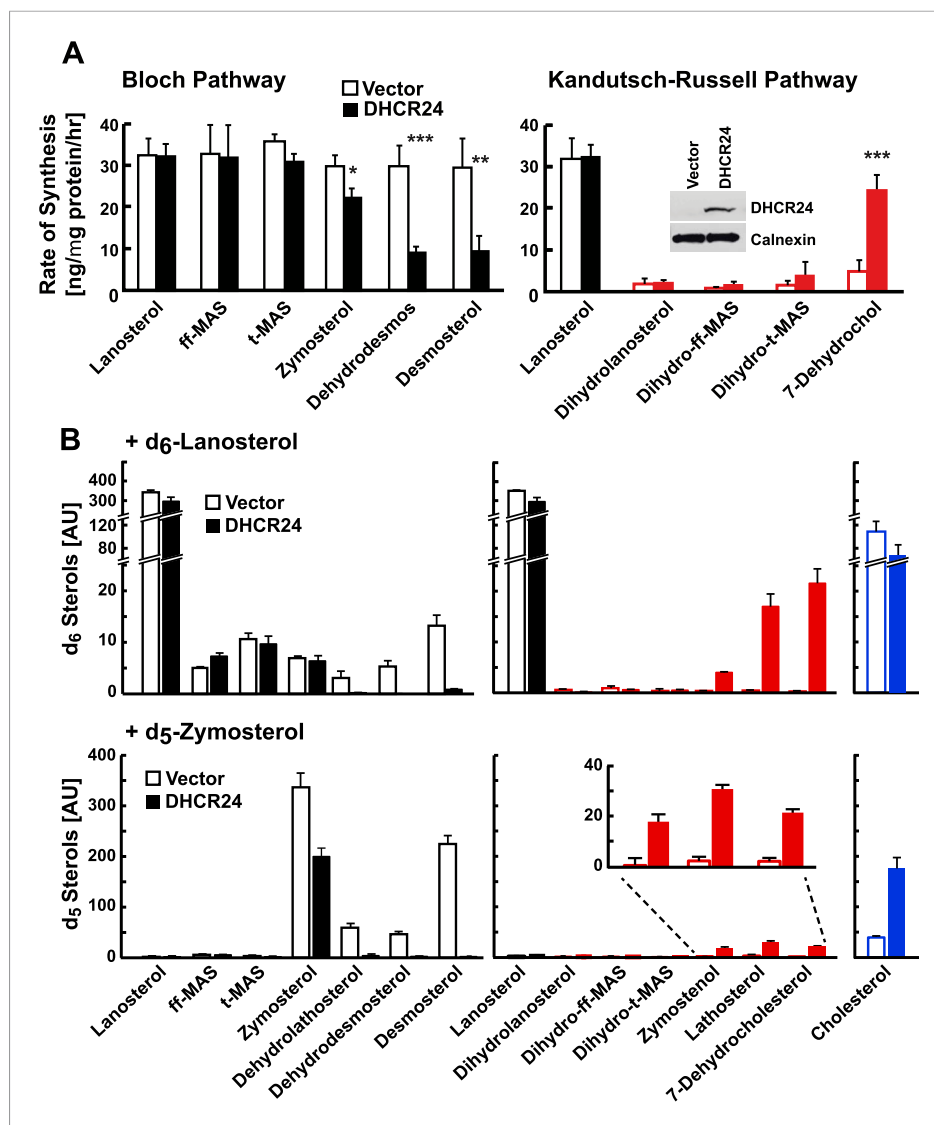 A
Bloch Pathway
Kandutsch-Russell Pathway
Vector
DHCR24
Rate of Synthesis
[ng/mg protein/hr]
40
30
20
10
0
*
***
**
Lanosterol
ff-MAS
t-MAS
Zymosterol
Dehydrodesmos
Desmosterol
40
30
20
10
0
Vector
DHCR24
DHCR24
Calnexin
***
Lanosterol
Dihydrolanosterol
Dihydro-ff-MAS
Dihydro-t-MAS
7-Dehydrochol
B
+ d6-Lanosterol
d6 Sterols [AU]
400
300
120
80
20
10
0
Vector
DHCR24
+ d5-Zymosterol
d5 Sterols [AU]
400
300
200
100
0
Vector
DHCR24
40
20
0
Lanosterol
ff-MAS
t-MAS
Zymosterol
Dehydrolathosterol
Dehydrodesmosterol
Desmosterol
Lanosterol
Dihydrolanosterol
Dihydro-ff-MAS
Dihydro-t-MAS
Zymostenol
Lathosterol
7-Dehydrocholesterol
Cholesterol